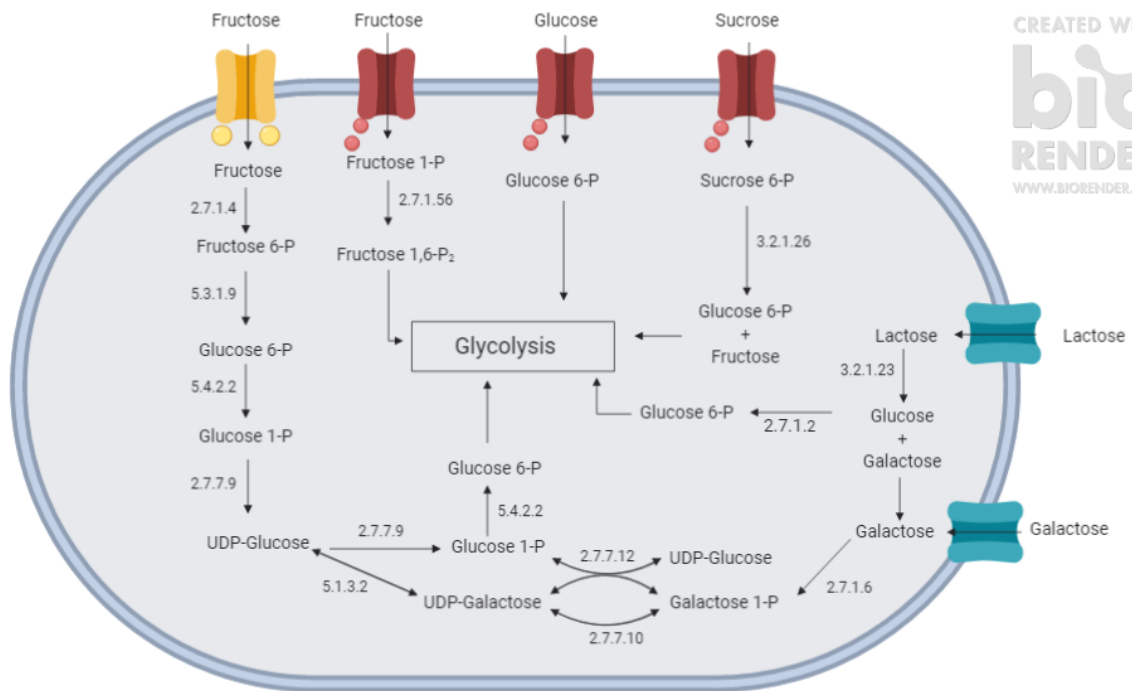 Fructose
Fructose
Glucose
Sucrose
CREATED WI
bio
RENDER
WWW.BIORENDER.
Fructose
Fructose 1-P
Glucose 6-P
Sucrose 6-P
2.7.1.4
2.7.1.56
3.2.1.26
Fructose 6-P
Fructose 1,6-P₂
5.3.1.9
Glucose 6-P
+
Fructose
Glycolysis
Lactose
Lactose
Glucose 6-P
3.2.1.23
5.4.2.2
Glucose 6-P
2.7.1.2
Glucose
+
Galactose
Glucose 1-P
Glucose 6-P
2.7.7.9
5.4.2.2
Galactose
Galactose
UDP-Glucose
2.7.7.9
Glucose 1-P
2.7.7.12
UDP-Glucose
5.1.3.2
2.7.1.6
UDP-Galactose
Galactose 1-P
2.7.7.10